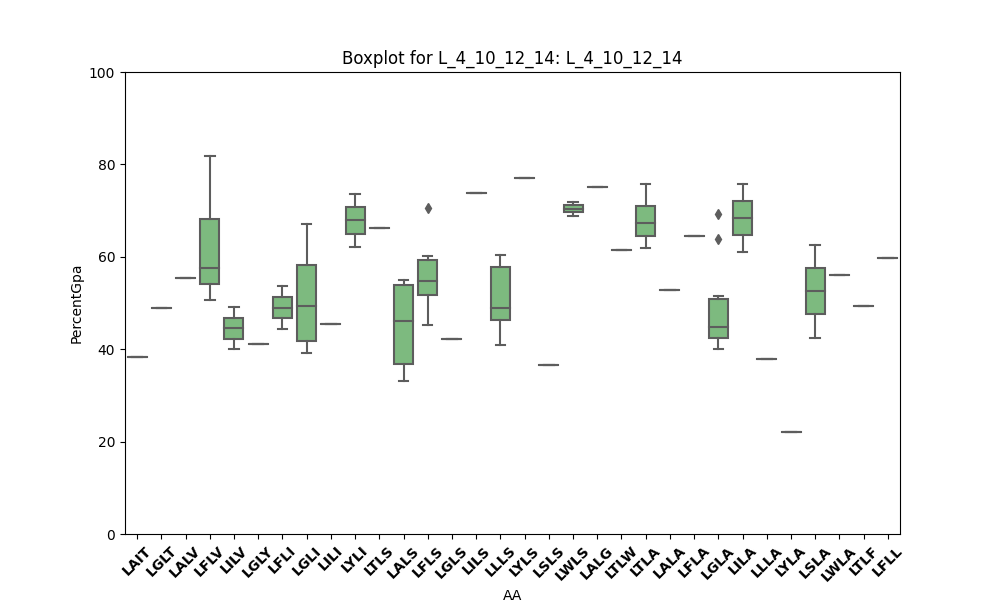 Boxplot for L_4_10_12_14: L_4_10_12_14
100
80
60
40
20
0
PercentGpa
LAIT
LGLT
LALV
LFLV
LILV
LGLY
LFLI
LGLI
LILI
LYLI
LTLS
LALS
LFLS
LGLS
LILS
LLLS
LYLS
LSLS
LWLS
LALG
LTLW
LTLA
LALA
LFLA
LGLA
LILA
LLLA
LYLA
LSLA
LWLA
LTLF
LFLL
AA